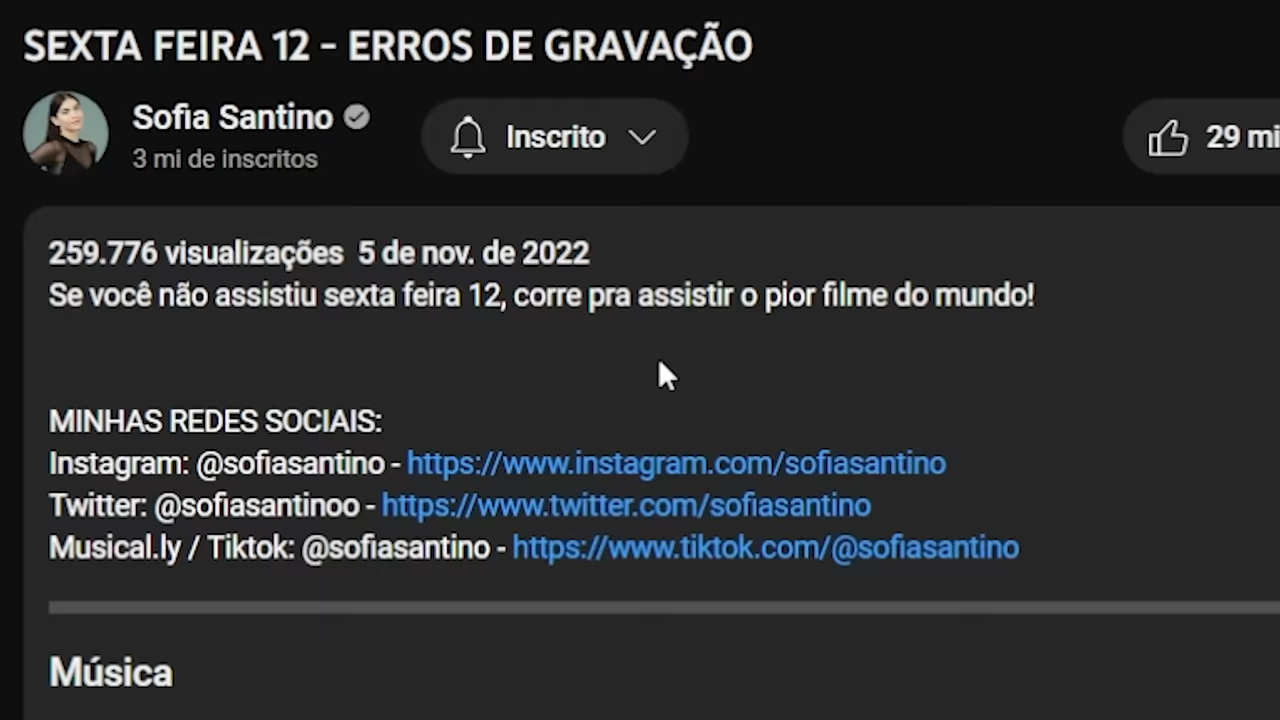 SEXTA FEIRA 12 - ERROS DE GRAVAÇÃO
Sofia Santino
3 mi de inscritos
Inscrito
29 mi
259.776 visualizações 5 de nov. de 2022
Se você não assistiu sexta feira 12, corre pra assistir o pior filme do mundo!
MINHAS REDES SOCIAIS:
Instagram: @sofiasantino - https://www.instagram.com/sofiasantino
Twitter: @sofiasantinoo - https://www.twitter.com/sofiasantino
Musical.ly / Tiktok: @sofiasantino - https://www.tiktok.com/@sofiasantino
Música